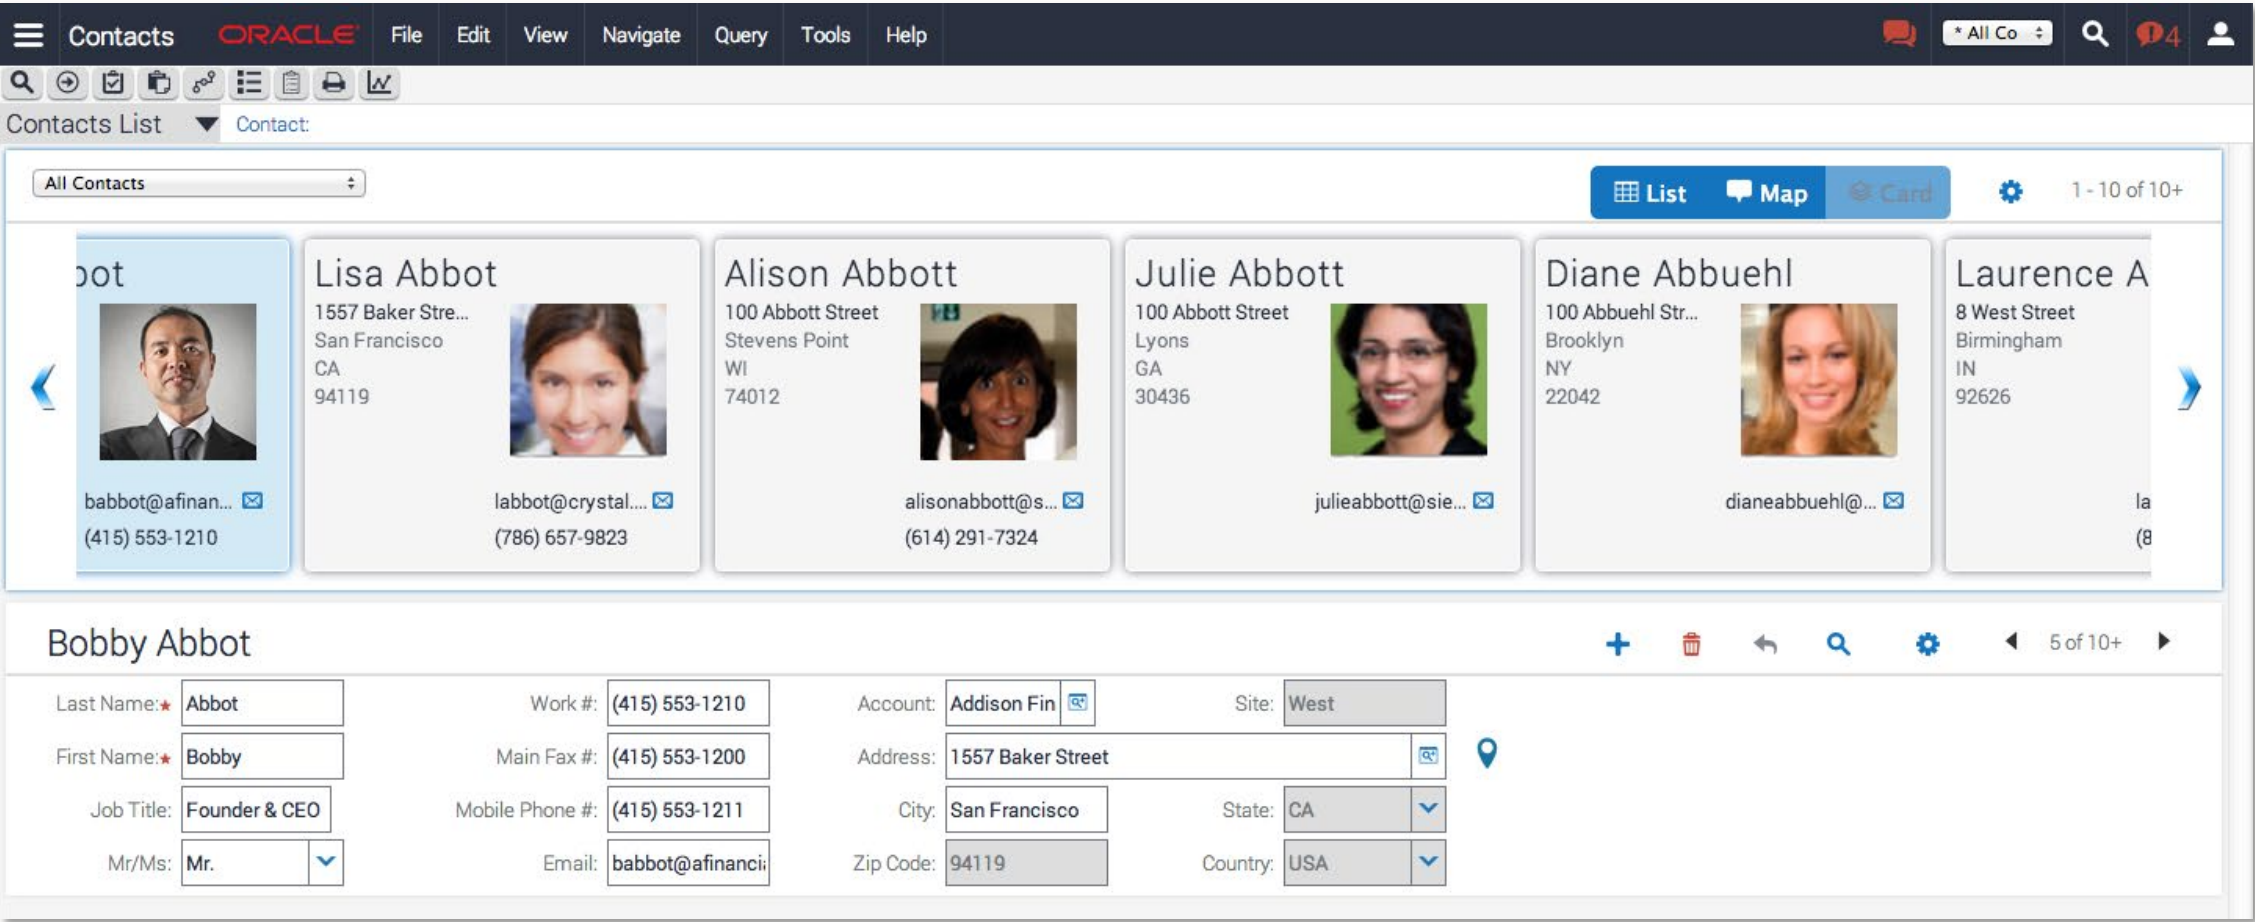 Contacts ORACLE File Edit View Navigate Query Tools Help * All Co 4
Contacts List Contact:
All Contacts List Map Card 1 - 10 of 10+
bot
babbot@afinan...
(415) 553-1210
Lisa Abbot
1557 Baker Stre...
San Francisco
CA
94119
labbot@crystal....
(786) 657-9823
Alison Abbott
100 Abbott Street
Stevens Point
WI
74012
alisonabbott@s...
(614) 291-7324
Julie Abbott
100 Abbott Street
Lyons
GA
30436
julieabbott@sie...
Diane Abbuehl
100 Abbuehl Str...
Brooklyn
NY
22042
dianeabbuehl@...
Laurence A
8 West Street
Birmingham
IN
92626
la
(8
Bobby Abbot 5 of 10+
Last Name:★ Abbot Work #: (415) 553-1210 Account: Addison Fin Site: West
First Name:★ Bobby Main Fax #: (415) 553-1200 Address: 1557 Baker Street
Job Title: Founder & CEO Mobile Phone #: (415) 553-1211 City: San Francisco State: CA
Mr/Ms: Mr. Email: babbot@afinanci Zip Code: 94119 Country: USA